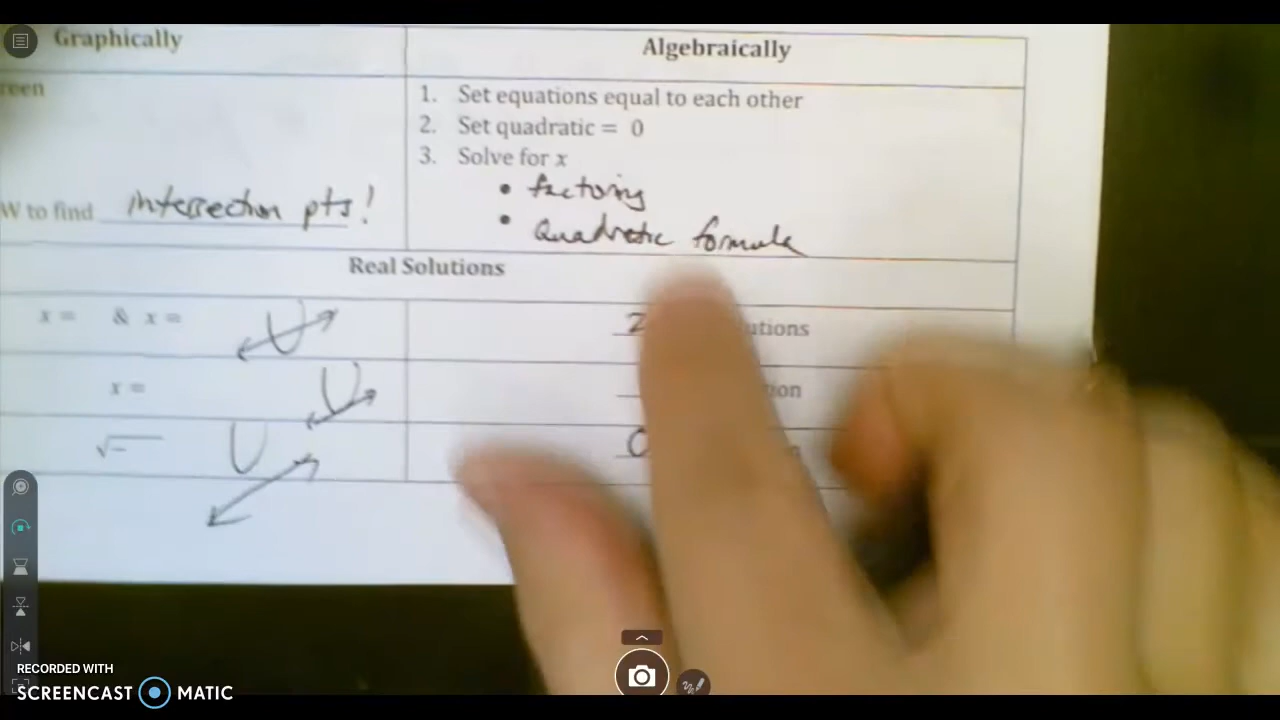 Graphically
Algebraically
reen
1. Set equations equal to each other
2. Set quadratic = 0
3. Solve for x
• factoring
• Quadratic formula
W to find intersection pts!
Real Solutions
x = & x =
2 utions
x =
ion
√−
0
RECORDED WITH
SCREENCAST MATIC